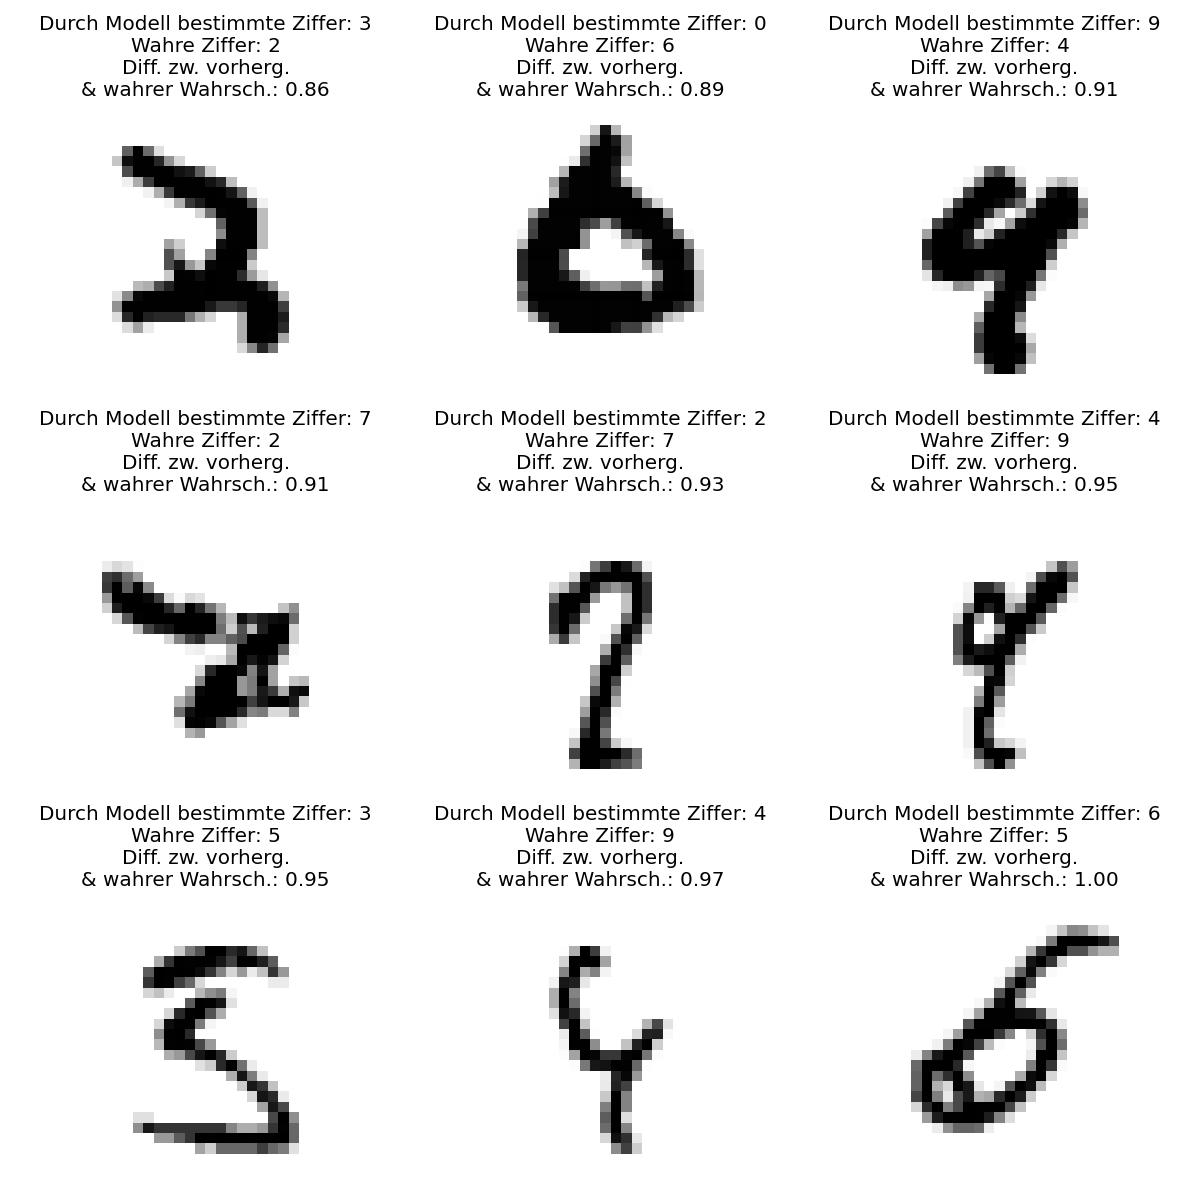 Durch Modell bestimmte Ziffer: 3
Wahre Ziffer: 2
Diff. zw. vorherg.
& wahrer Wahrsch.: 0.86
Durch Modell bestimmte Ziffer: 0
Wahre Ziffer: 6
Diff. zw. vorherg.
& wahrer Wahrsch.: 0.89
Durch Modell bestimmte Ziffer: 9
Wahre Ziffer: 4
Diff. zw. vorherg.
& wahrer Wahrsch.: 0.91
Durch Modell bestimmte Ziffer: 7
Wahre Ziffer: 2
Diff. zw. vorherg.
& wahrer Wahrsch.: 0.91
Durch Modell bestimmte Ziffer: 2
Wahre Ziffer: 7
Diff. zw. vorherg.
& wahrer Wahrsch.: 0.93
Durch Modell bestimmte Ziffer: 4
Wahre Ziffer: 9
Diff. zw. vorherg.
& wahrer Wahrsch.: 0.95
Durch Modell bestimmte Ziffer: 3
Wahre Ziffer: 5
Diff. zw. vorherg.
& wahrer Wahrsch.: 0.95
Durch Modell bestimmte Ziffer: 4
Wahre Ziffer: 9
Diff. zw. vorherg.
& wahrer Wahrsch.: 0.97
Durch Modell bestimmte Ziffer: 6
Wahre Ziffer: 5
Diff. zw. vorherg.
& wahrer Wahrsch.: 1.00